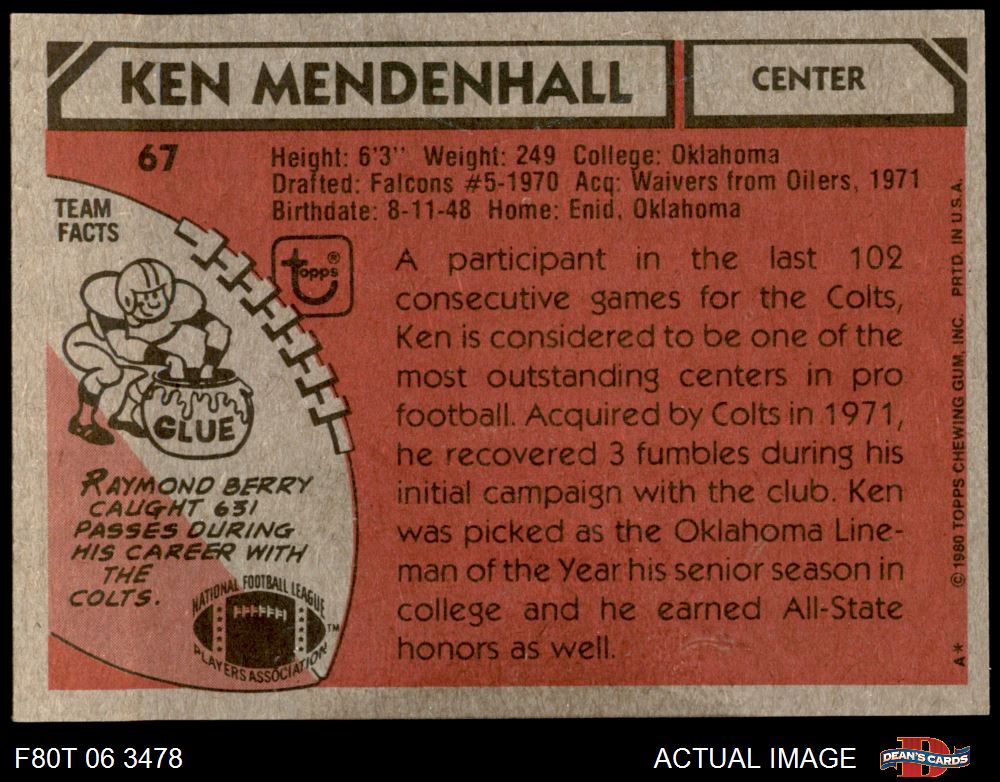 KEN MENDENHALL
CENTER
67
Height: 6'3" Weight: 249 College: Oklahoma
Drafted: Falcons #5-1970 Acq: Waivers from Oilers, 1971
Birthdate: 8-11-48 Home: Enid, Oklahoma
TEAM
FACTS
topps®
GLUE
RAYMOND BERRY
CAUGHT 631
PASSES DURING
HIS CAREER WITH
THE
COLTS.
NATIONAL FOOTBALL LEAGUE
PLAYERS ASSOCIATION
TM
A participant in the last 102
consecutive games for the Colts,
Ken is considered to be one of the
most outstanding centers in pro
football. Acquired by Colts in 1971,
he recovered 3 fumbles during his
initial campaign with the club. Ken
was picked as the Oklahoma Line-
man of the Year his senior season in
college and he earned All-State
honors as well.
A* © 1980 TOPPS CHEWING GUM, INC. PRTD. IN U.S.A.
F80T 06 3478
ACTUAL IMAGE
D
DEAN'S CARDS